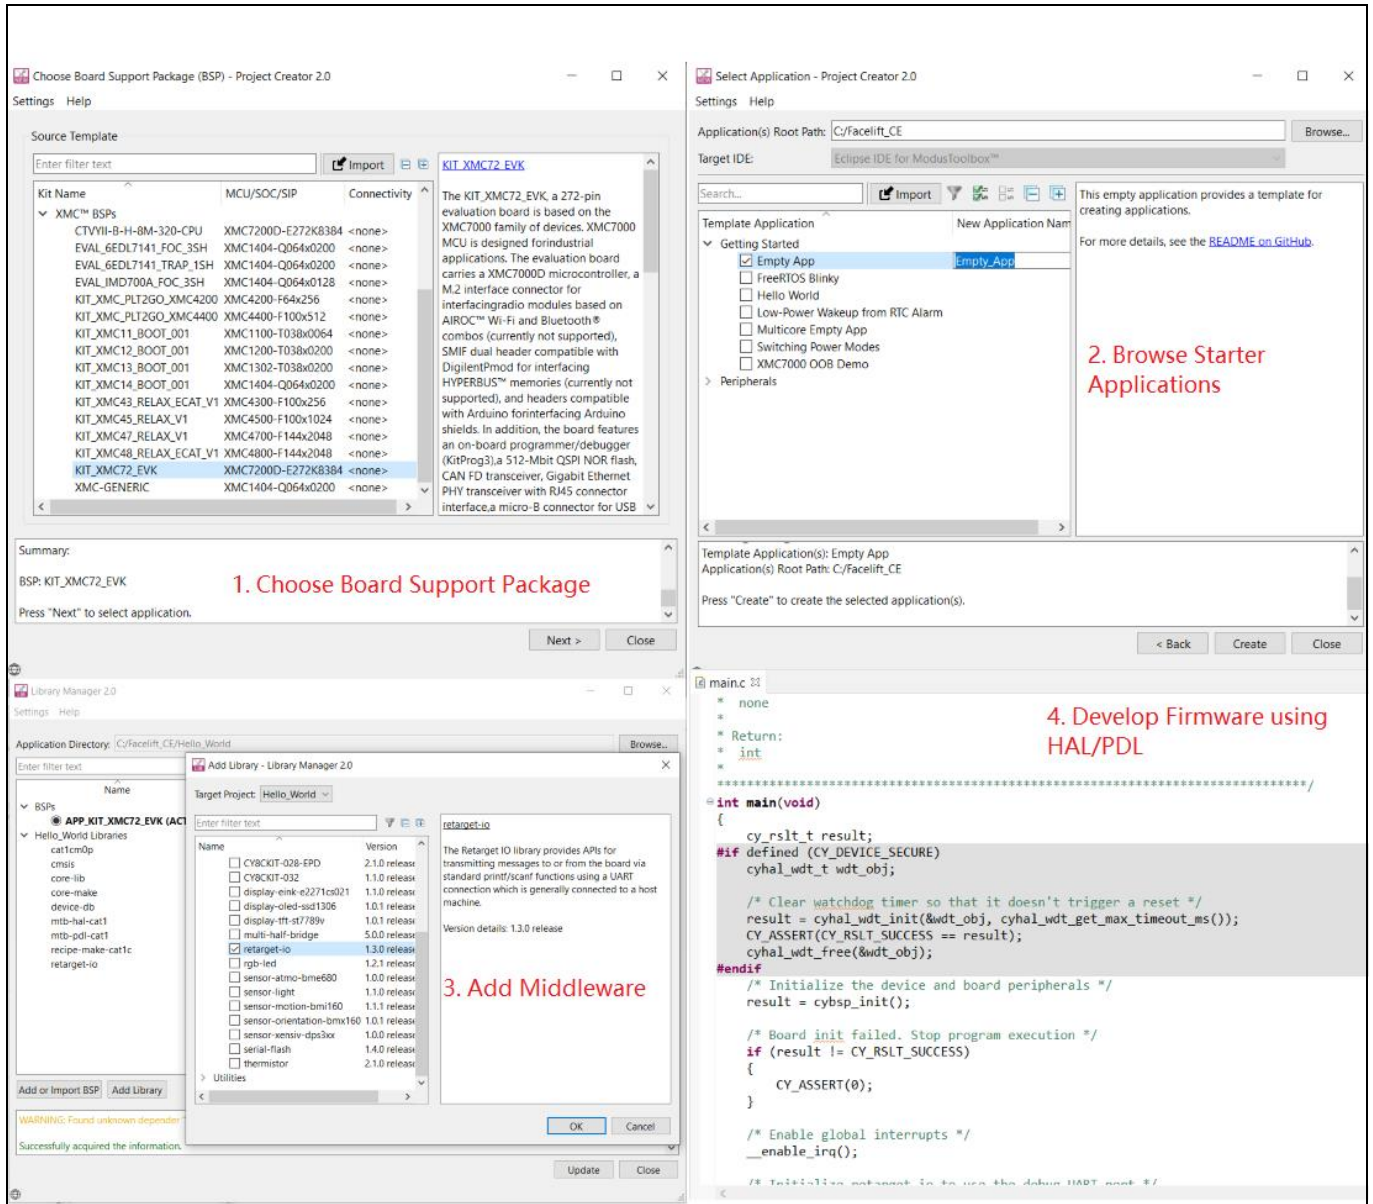 Choose Board Support Package (BSP) - Project Creator 2.0
Settings Help
Source Template
Enter filter text
Import
Kit Name MCU/SOC/SIP Connectivity
XMC™ BSPs
CTVYII-B-H-8M-320-CPU XMC7200D-E272K8384 <none>
EVAL_6EDL7141_FOC_3SH XMC1404-Q064x0200 <none>
EVAL_6EDL7141_TRAP_1SH XMC1404-Q064x0200 <none>
EVAL_IMD700A_FOC_3SH XMC1404-Q064x0128 <none>
KIT_XMC_PLT2GO_XMC4200 XMC4200-F64x256 <none>
KIT_XMC_PLT2GO_XMC4400 XMC4400-F100x512 <none>
KIT_XMC11_BOOT_001 XMC1100-T038x0064 <none>
KIT_XMC12_BOOT_001 XMC1200-T038x0200 <none>
KIT_XMC13_BOOT_001 XMC1302-T038x0200 <none>
KIT_XMC14_BOOT_001 XMC1404-Q064x0200 <none>
KIT_XMC43_RELAX_ECAT_V1 XMC4300-F100x256 <none>
KIT_XMC45_RELAX_V1 XMC4500-F100x1024 <none>
KIT_XMC47_RELAX_V1 XMC4700-F144x2048 <none>
KIT_XMC48_RELAX_ECAT_V1 XMC4800-F144x2048 <none>
KIT_XMC72_EVK XMC7200D-E272K8384 <none>
XMC-GENERIC XMC1404-Q064x0200 <none>
KIT_XMC72_EVK
The KIT_XMC72_EVK, a 272-pin
evaluation board is based on the
XMC7000 family of devices. XMC7000
MCU is designed forindustrial
applications. The evaluation board
carries a XMC7000D microcontroller, a
M.2 interface connector for
interfacingradio modules based on
AIROC™ Wi-Fi and Bluetooth®
combos (currently not supported),
SMIF dual header compatible with
DigilentPmod for interfacing
HYPERBUS™ memories (currently not
supported), and headers compatible
with Arduino forinterfacing Arduino
shields. In addition, the board features
an on-board programmer/debugger
(KitProg3),a 512-Mbit QSPI NOR flash,
CAN FD transceiver, Gigabit Ethernet
PHY transceiver with RJ45 connector
interface,a micro-B connector for USB
Summary:
BSP: KIT_XMC72_EVK
Press "Next" to select application.
1. Choose Board Support Package
Next > Close
Select Application - Project Creator 2.0
Settings Help
Application(s) Root Path: C:/Facelift_CE Browse...
Target IDE: Eclipse IDE for ModusToolbox™
Search... Import
Template Application New Application Nam
Getting Started
Empty App Empty_App
FreeRTOS Blinky
Hello World
Low-Power Wakeup from RTC Alarm
Multicore Empty App
Switching Power Modes
XMC7000 OOB Demo
Peripherals
This empty application provides a template for
creating applications.
For more details, see the README on GitHub.
2. Browse Starter
Applications
Template Application(s): Empty App
Application(s) Root Path: C:/Facelift_CE
Press "Create" to create the selected application(s).
< Back Create Close
Library Manager 2.0
Settings Help
Application Directory: C:/Facelift_CE/Hello_World Browse...
Enter filter text
Name
BSPs
APP_KIT_XMC72_EVK (ACT
Hello_World Libraries
cat1cm0p
cmsis
core-lib
core-make
device-db
mtb-hal-cat1
mtb-pdl-cat1
recipe-make-cat1c
retarget-io
Add or Import BSP Add Library
WARNING: Found unknown depender
Successfully acquired the information.
Update Close
Add Library - Library Manager 2.0
Target Project: Hello_World
Enter filter text
Name Version
CY8CKIT-028-EPD 2.1.0 release
CY8CKIT-032 1.1.0 release
display-eink-e2271cs021 1.1.0 release
display-oled-ssd1306 1.0.1 release
display-tft-st7789v 1.0.1 release
multi-half-bridge 5.0.0 release
retarget-io 1.3.0 release
rgb-led 1.2.1 release
sensor-atmo-bme680 1.0.0 release
sensor-light 1.1.0 release
sensor-motion-bmi160 1.1.1 release
sensor-orientation-bmx160 1.0.1 release
sensor-xensiv-dps3xx 1.0.0 release
serial-flash 1.4.0 release
thermistor 2.1.0 release
Utilities
retarget-io
The Retarget IO library provides APIs for
transmitting messages to or from the board via
standard printf/scanf functions using a UART
connection which is generally connected to a host
machine.
Version details: 1.3.0 release
3. Add Middleware
OK Cancel
main.c
4. Develop Firmware using
HAL/PDL
* none
*
* Return:
* int
*
*******************************************************************************/
int main(void)
{
cy_rslt_t result;
#if defined (CY_DEVICE_SECURE)
cyhal_wdt_t wdt_obj;
/* Clear watchdog timer so that it doesn't trigger a reset */
result = cyhal_wdt_init(&wdt_obj, cyhal_wdt_get_max_timeout_ms());
CY_ASSERT(CY_RSLT_SUCCESS == result);
cyhal_wdt_free(&wdt_obj);
#endif
/* Initialize the device and board peripherals */
result = cybsp_init();
/* Board init failed. Stop program execution */
if (result != CY_RSLT_SUCCESS)
{
CY_ASSERT(0);
}
/* Enable global interrupts */
__enable_irq();
/* Initialize retarget-io to use the debug UART port */